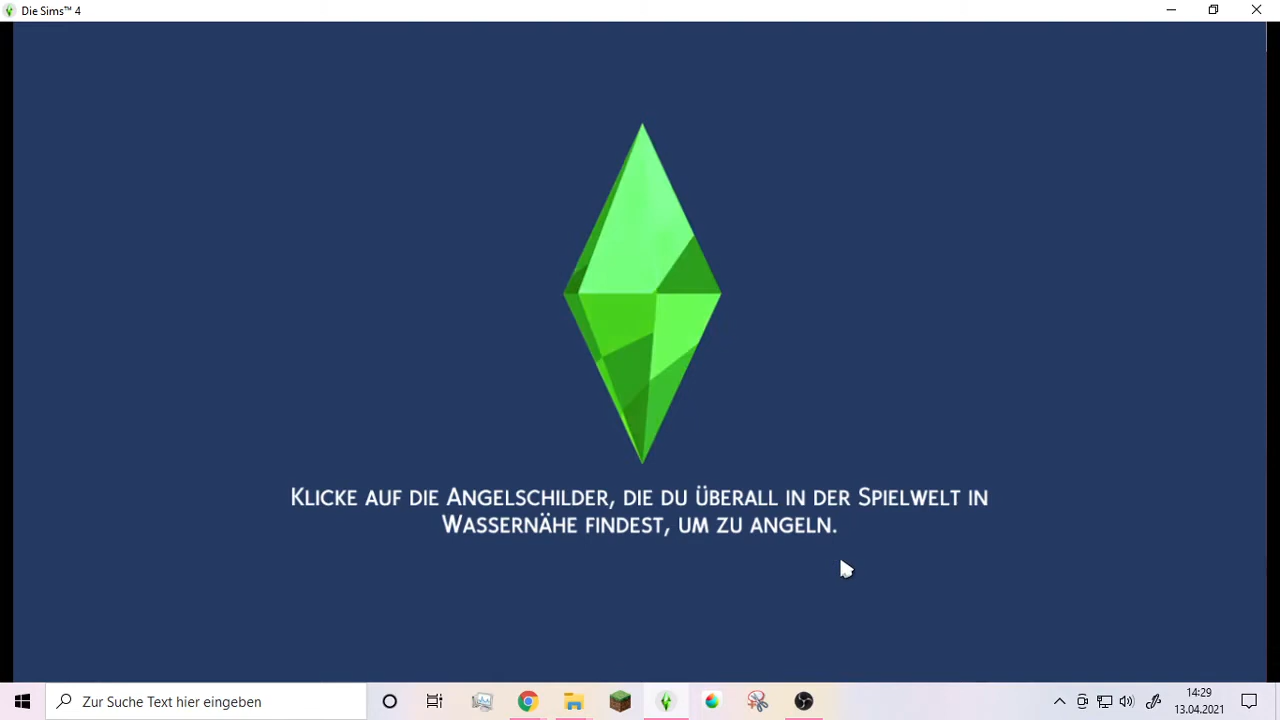 Die Sims™ 4
Klicke auf die Angelschilder, die du überall in der Spielwelt in
Wassernähe findest, um zu angeln.
Zur Suche Text hier eingeben
14:29
13.04.2021